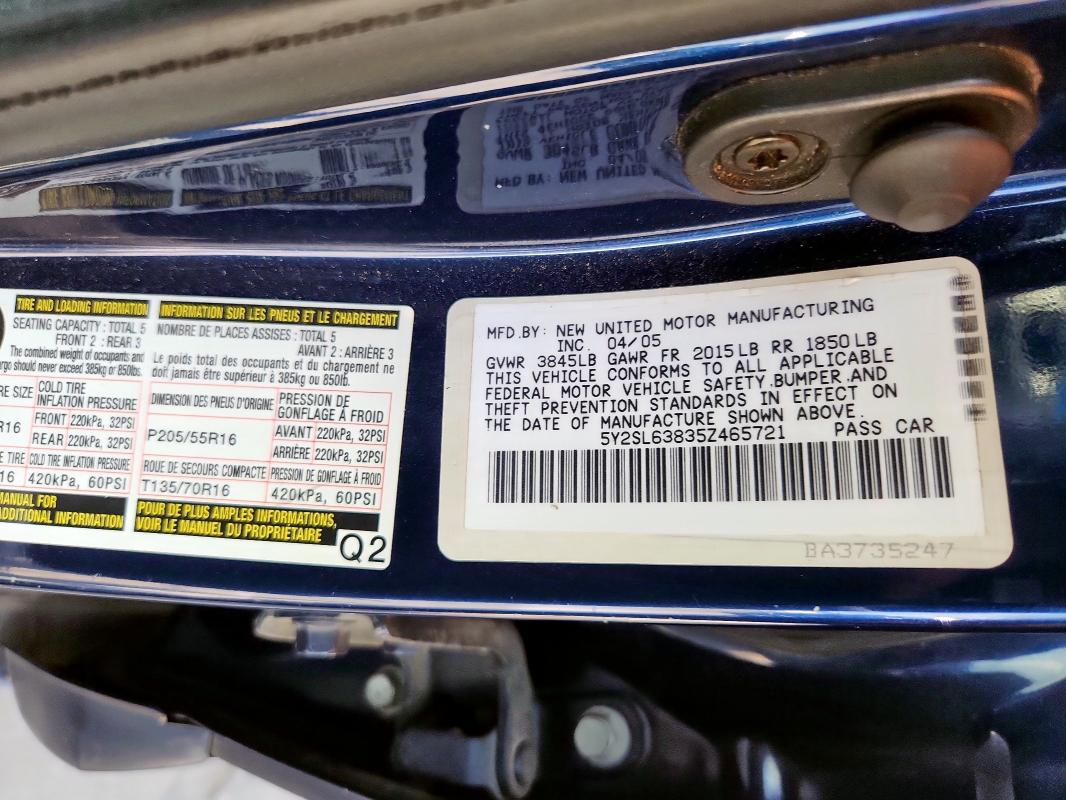 TIRE AND LOADING INFORMATION
SEATING CAPACITY : TOTAL 5
FRONT 2 : REAR 3
The combined weight of occupants and
should never exceed 385kg or 850lbs.
SIZE COLD TIRE INFLATION PRESSURE
R16 FRONT 220kPa, 32PSI
REAR 220kPa, 32PSI
TIRE COLD TIRE INFLATION PRESSURE
16 420kPa, 60PSI
MANUAL FOR
ADDITIONAL INFORMATION
INFORMATION SUR LES PNEUS ET LE CHARGEMENT
NOMBRE DE PLACES ASSISES : TOTAL 5
AVANT 2 : ARRIÈRE 3
Le poids total des occupants et du chargement ne
doit jamais être supérieur à 385kg ou 850lb.
DIMENSION DES PNEUS D'ORIGINE PRESSION DE GONFLAGE À FROID
P205/55R16 AVANT 220kPa, 32PSI
ARRIÈRE 220kPa, 32PSI
ROUE DE SECOURS COMPACTE PRESSION DE GONFLAGE À FROID
T135/70R16 420kPa, 60PSI
POUR DE PLUS AMPLES INFORMATIONS,
VOIR LE MANUEL DU PROPRIÉTAIRE
Q2
MFD.BY: NEW UNITED MOTOR MANUFACTURING
INC. 04/05
GVWR 3845LB GAWR FR 2015LB RR 1850LB
THIS VEHICLE CONFORMS TO ALL APPLICABLE
FEDERAL MOTOR VEHICLE SAFETY,BUMPER,AND
THEFT PREVENTION STANDARDS IN EFFECT ON
THE DATE OF MANUFACTURE SHOWN ABOVE.
5Y2SL63835Z465721 PASS CAR
BA3735247